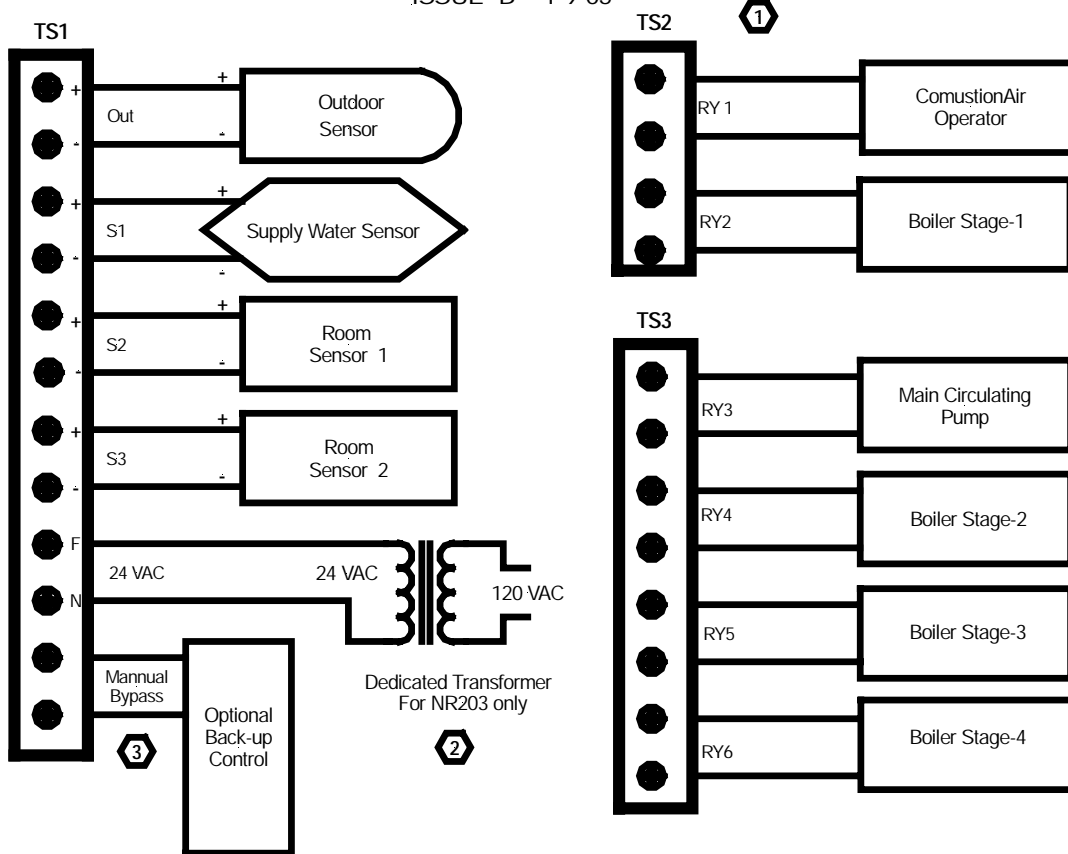 TS1
+
Out
-
+
-
Outdoor
Sensor
+
S1
-
+
-
Supply Water Sensor
+
S2
-
+
-
Room
Sensor 1
+
S3
-
+
-
Room
Sensor 2
F
24 VAC
N
24 VAC
120 VAC
Dedicated Transformer
For NR203 only
2
Mannual
Bypass
3
Optional
Back-up
Control
TS2
1
RY 1
ComustionAir
Operator
RY2
Boiler Stage-1
TS3
RY3
Main Circulating
Pump
RY4
Boiler Stage-2
RY5
Boiler Stage-3
RY6
Boiler Stage-4